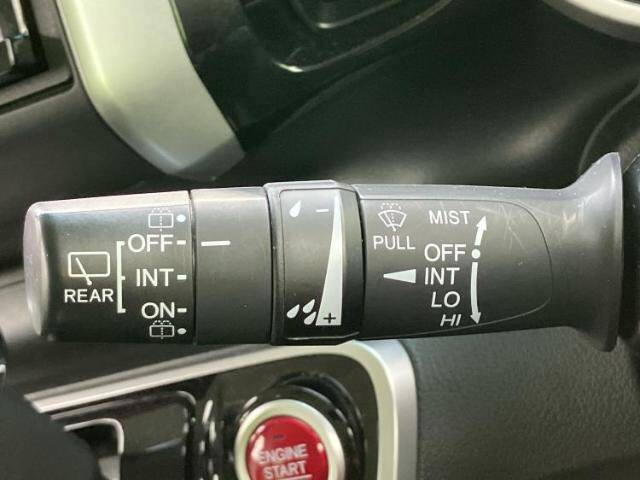 OFF
INT
ON
REAR
-
+
PULL
MIST
OFF
INT
LO
HI
ENGINE
START